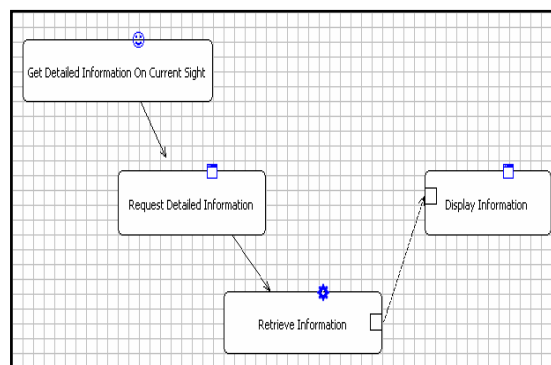 Get Detailed Information On Current Sight
Request Detailed Information
Display Information
Retrieve Information